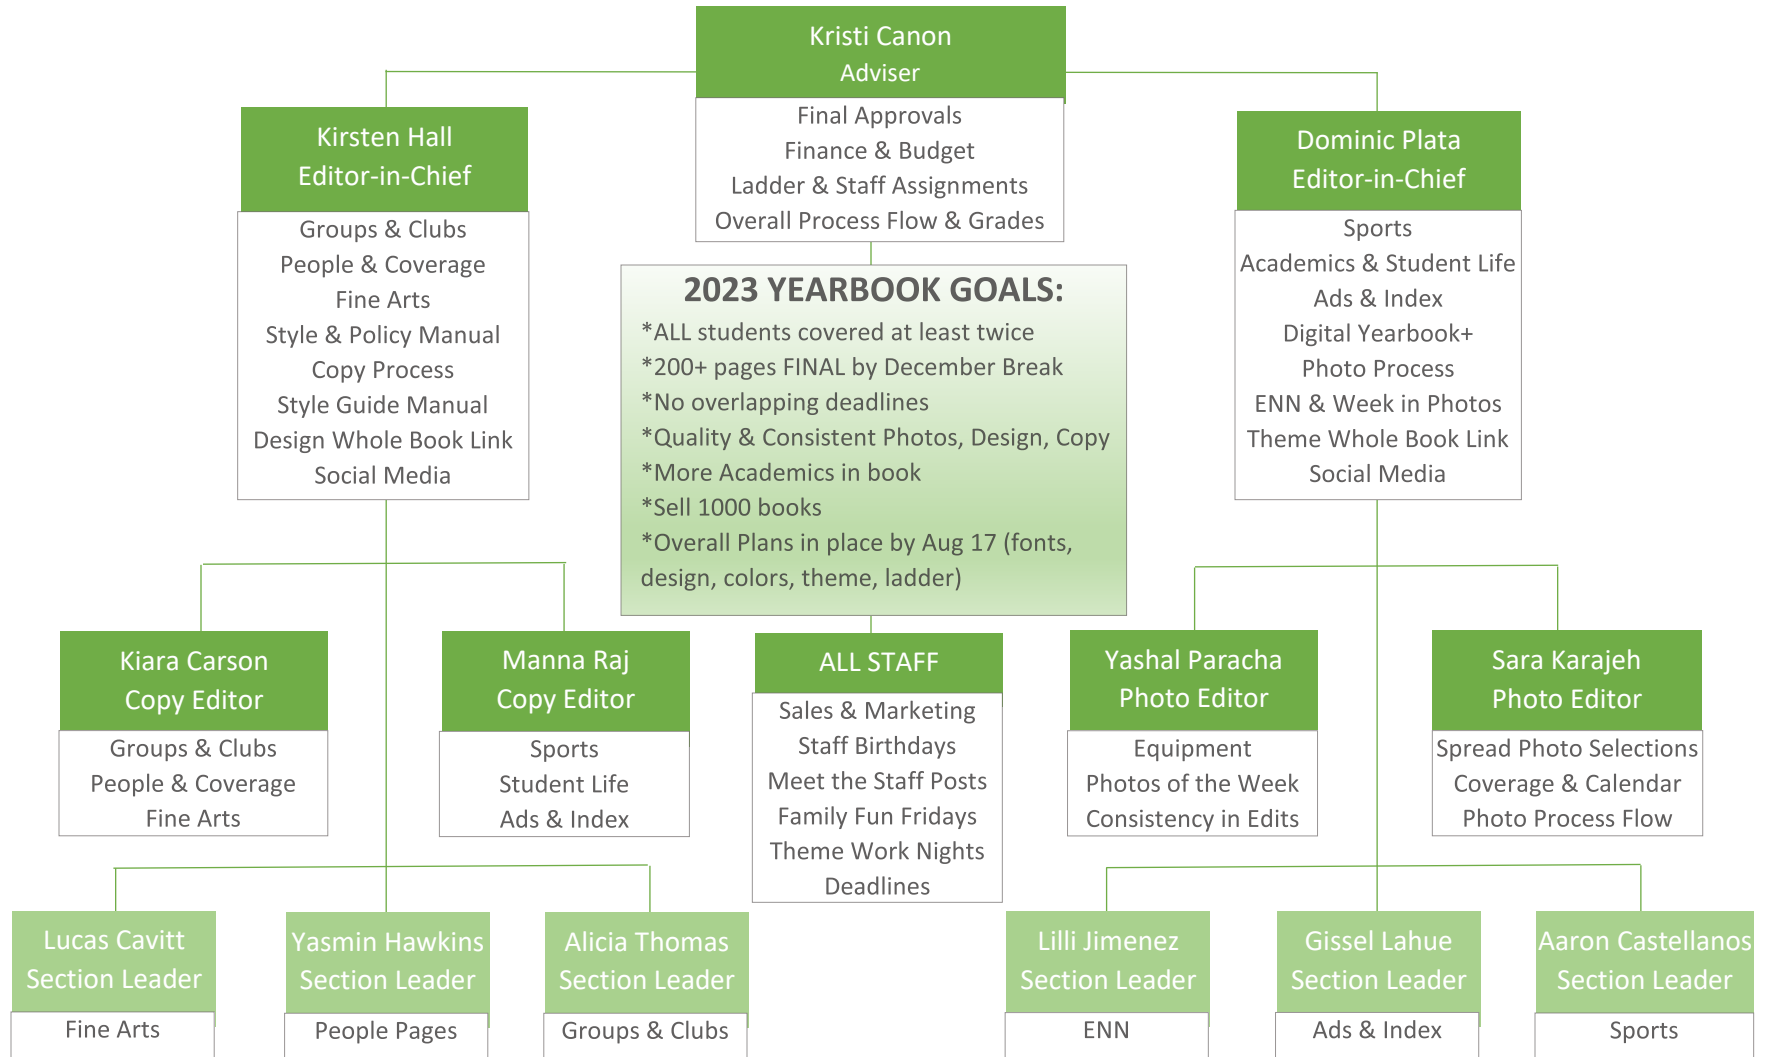 Kristi Canon
Adviser
Final Approvals
Finance & Budget
Ladder & Staff Assignments
Overall Process Flow & Grades
Kirsten Hall
Editor-in-Chief
Groups & Clubs
People & Coverage
Fine Arts
Style & Policy Manual
Copy Process
Style Guide Manual
Design Whole Book Link
Social Media
Dominic Plata
Editor-in-Chief
Sports
Academics & Student Life
Ads & Index
Digital Yearbook+
Photo Process
ENN & Week in Photos
Theme Whole Book Link
Social Media
2023 YEARBOOK GOALS:
*ALL students covered at least twice
*200+ pages FINAL by December Break
*No overlapping deadlines
*Quality & Consistent Photos, Design, Copy
*More Academics in book
*Sell 1000 books
*Overall Plans in place by Aug 17 (fonts,
design, colors, theme, ladder)
Kiara Carson
Copy Editor
Groups & Clubs
People & Coverage
Fine Arts
Manna Raj
Copy Editor
Sports
Student Life
Ads & Index
ALL STAFF
Sales & Marketing
Staff Birthdays
Meet the Staff Posts
Family Fun Fridays
Theme Work Nights
Deadlines
Yashal Paracha
Photo Editor
Equipment
Photos of the Week
Consistency in Edits
Sara Karajeh
Photo Editor
Spread Photo Selections
Coverage & Calendar
Photo Process Flow
Lucas Cavitt
Section Leader
Fine Arts
Yasmin Hawkins
Section Leader
People Pages
Alicia Thomas
Section Leader
Groups & Clubs
Lilli Jimenez
Section Leader
ENN
Gissel Lahue
Section Leader
Ads & Index
Aaron Castellanos
Section Leader
Sports